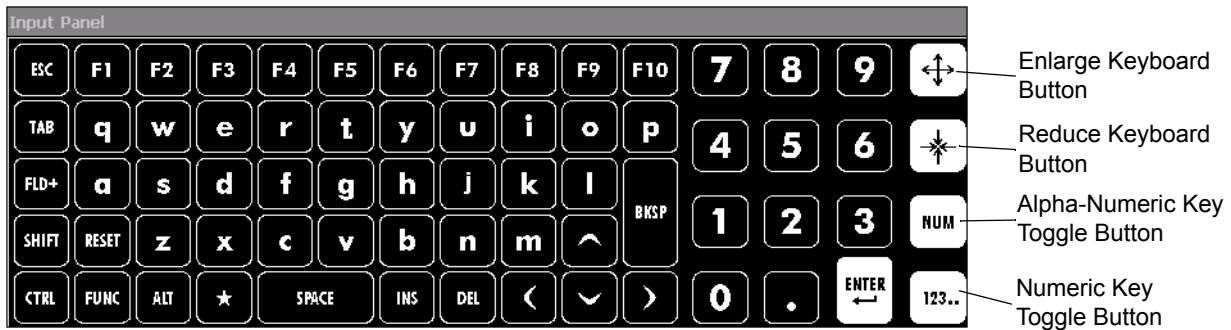 Input Panel
ESC F1 F2 F3 F4 F5 F6 F7 F8 F9 F10 7 8 9
Enlarge Keyboard
Button
TAB q w e r t y u i o p 4 5 6
Reduce Keyboard
Button
FLD+ a s d f g h j k l BKSP
SHIFT RESET z x c v b n m 1 2 3 NUM
Alpha-Numeric Key
Toggle Button
CTRL FUNC ALT ★ SPACE INS DEL 0 . ENTER 123..
Numeric Key
Toggle Button